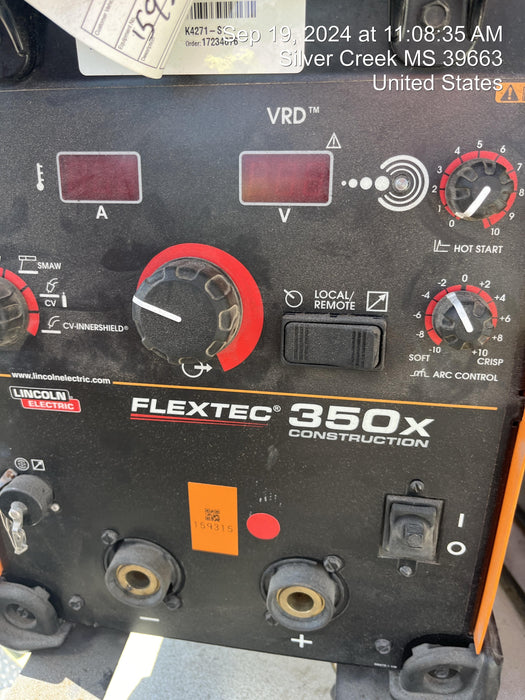 Sep 19, 2024 at 11:08:35 AM
Silver Creek MS 39663
United States
K4271-S
Order:
VRD™
A
V
4 5 6
3 7
2 8
1 9
0 10
HOT START
SMAW
CV
CV-INNERSHIELD®
LOCAL/
REMOTE
-2 0 +2
-4 +4
-6 +6
-8 +8
-10 +10
SOFT CRISP
ARC CONTROL
www.lincolnelectric.com
LINCOLN®
ELECTRIC
FLEXTEC® 350X
CONSTRUCTION
159315
I
O
−
+